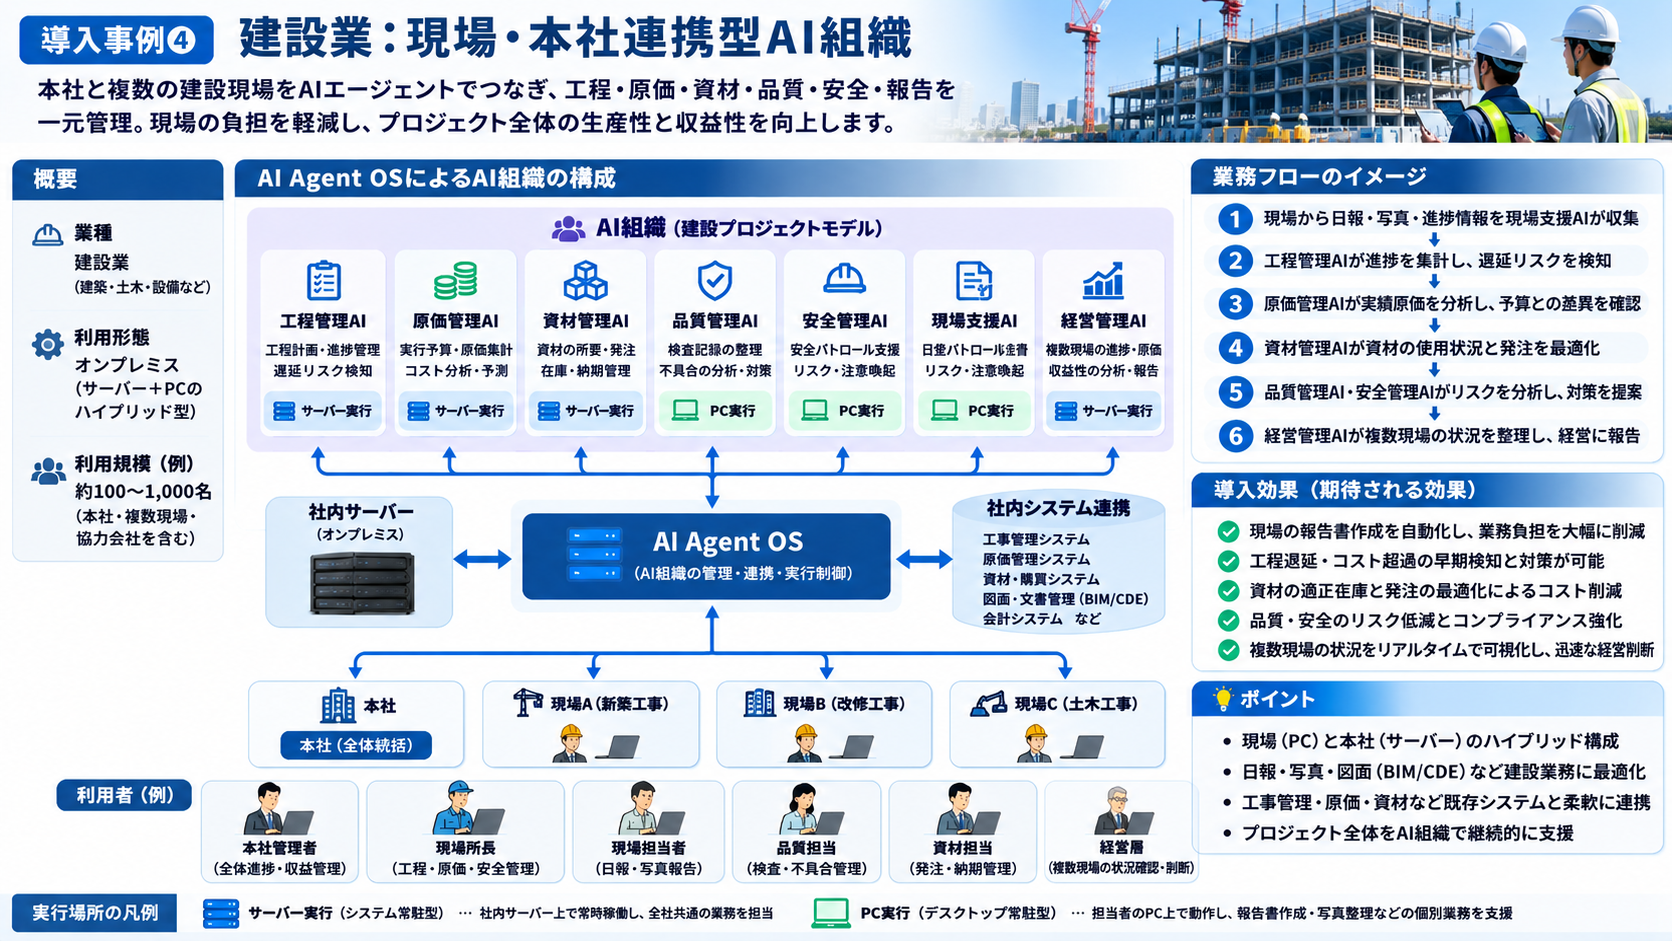 導入事例4
建設業：現場・本社連携型AI組織
本社と複数の建設現場をAIエージェントでつなぎ、工程・原価・資材・品質・安全・報告を
一元管理。現場の負担を軽減し、プロジェクト全体の生産性と収益性を向上します。
概要
業種
建設業
（建築・土木・設備など）
利用形態
オンプレミス
（サーバー＋PCの
ハイブリッド型）
利用規模（例）
約100〜1,000名
（本社・複数現場・
協力会社を含む）
AI Agent OSによるAI組織の構成
AI組織（建設プロジェクトモデル）
工程管理AI
工程計画・進捗管理
遅延リスク検知
サーバー実行
原価管理AI
実行予算・原価集計
コスト分析・予測
サーバー実行
資材管理AI
資材の所要・発注
在庫・納期管理
サーバー実行
品質管理AI
検査記録の整理
不具合の分析・対策
PC実行
安全管理AI
安全パトロール支援
リスク・注意喚起
PC実行
現場支援AI
パトロール
リスク・注意喚起
PC実行
経営管理AI
複数現場の進捗・原価
収益性の分析・報告
サーバー実行
社内サーバー
（オンプレミス）
AI Agent OS
（AI組織の管理・連携・実行制御）
社内システム連携
工事管理システム
原価管理システム
資材・購買システム
図面・文書管理（BIM/CDE）
会計システム など
本社
本社（全体統括）
現場A（新築工事）
現場B（改修工事）
現場C（土木工事）
利用者（例）
本社管理者
（全体進捗・収益管理）
現場所長
（工程・原価・安全管理）
現場担当者
（日報・写真報告）
品質担当
（検査・不具合管理）
資材担当
（発注・納期管理）
経営層
（複数現場の状況確認・判断）
業務フローのイメージ
1 現場から日報・写真・進捗情報を現場支援AIが収集
2 工程管理AIが進捗を集計し、遅延リスクを検知
3 原価管理AIが実績原価を分析し、予算との差異を確認
4 資材管理AIが資材の使用状況と発注を最適化
5 品質管理AI・安全管理AIがリスクを分析し、対策を提案
6 経営管理AIが複数現場の状況を整理し、経営に報告
導入効果（期待される効果）
現場の報告書作成を自動化し、業務負担を大幅に削減
工程退延・コスト超過の早期検知と対策が可能
資材の適正在庫と発注の最適化によるコスト削減
品質・安全のリスク低減とコンプライアンス強化
複数現場の状況をリアルタイムで可視化し、迅速な経営判断
ポイント
• 現場（PC）と本社（サーバー）のハイブリッド構成
• 日報・写真・図面（BIM/CDE）など建設業務に最適化
• 工事管理・原価・資材など既存システムと柔軟に連携
• プロジェクト全体をAI組織で継続的に支援
実行場所の凡例
サーバー実行（システム常駐型） … 社内サーバー上で常時稼働し、全社共通の業務を担当
PC実行（デスクトップ常駐型） … 担当者のPC上で動作し、報告書作成・写真整理などの個別業務を支援